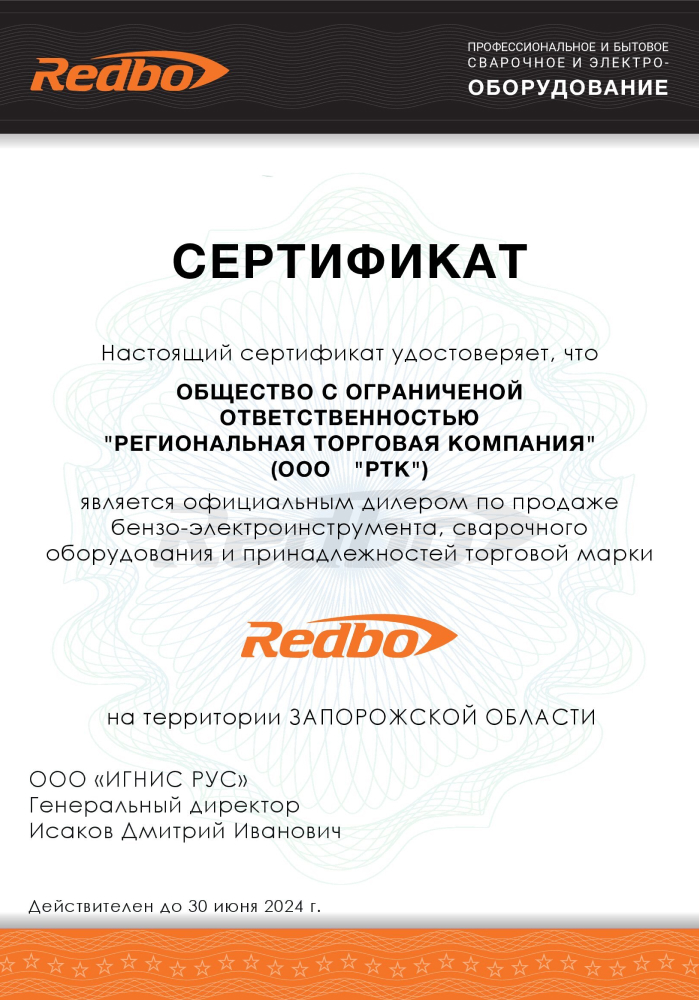 Redbo
ПРОФЕССИОНАЛЬНОЕ И БЫТОВОЕ
СВАРОЧНОЕ И ЭЛЕКТРО-
ОБОРУДОВАНИЕ
СЕРТИФИКАТ
Настоящий сертификат удостоверяет, что
ОБЩЕСТВО С ОГРАНИЧЕНОЙ
ОТВЕТСТВЕННОСТЬЮ
"РЕГИОНАЛЬНАЯ ТОРГОВАЯ КОМПАНИЯ"
(ООО "РТК")
является официальным дилером по продаже
бензо-электроинструмента, сварочного
оборудования и принадлежностей торговой марки
Redbo
Redbo
на территории ЗАПОРОЖСКОЙ ОБЛАСТИ
ООО «ИГНИС РУС»
Генеральный директор
Исаков Дмитрий Иванович
Действителен до 30 июня 2024 г.